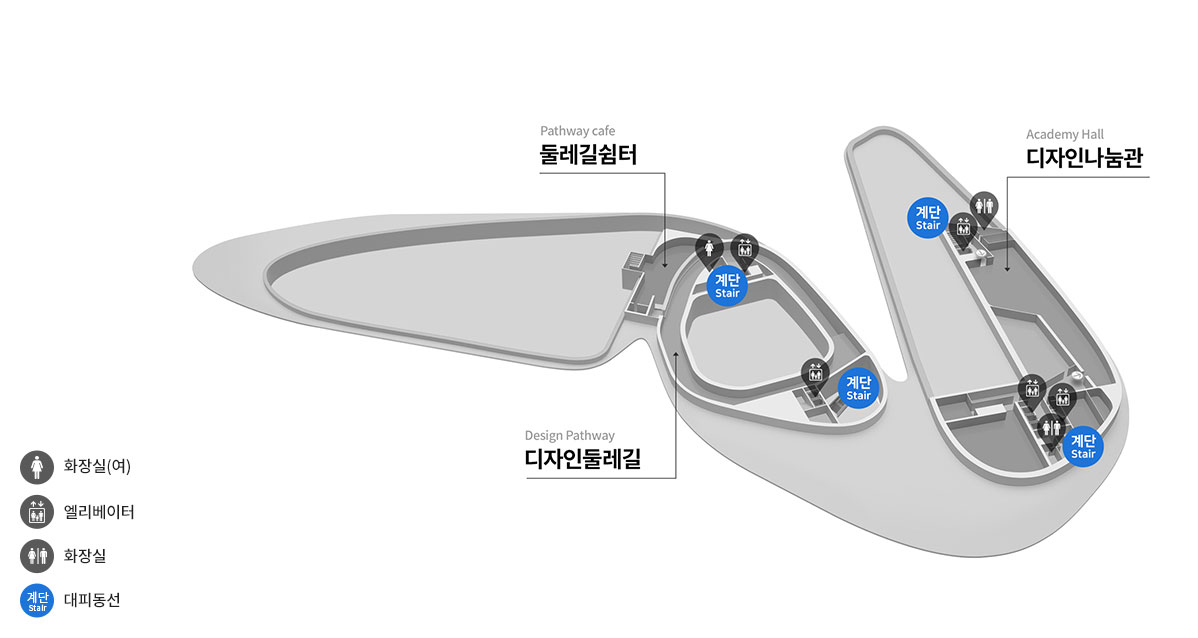 Pathway cafe
둘레길쉼터
Academy Hall
디자인나눔관
계단
Stair
계단
Stair
계단
Stair
Design Pathway
디자인둘레길
계단
Stair
화장실(여)
엘리베이터
화장실
계단
Stair
대피동선